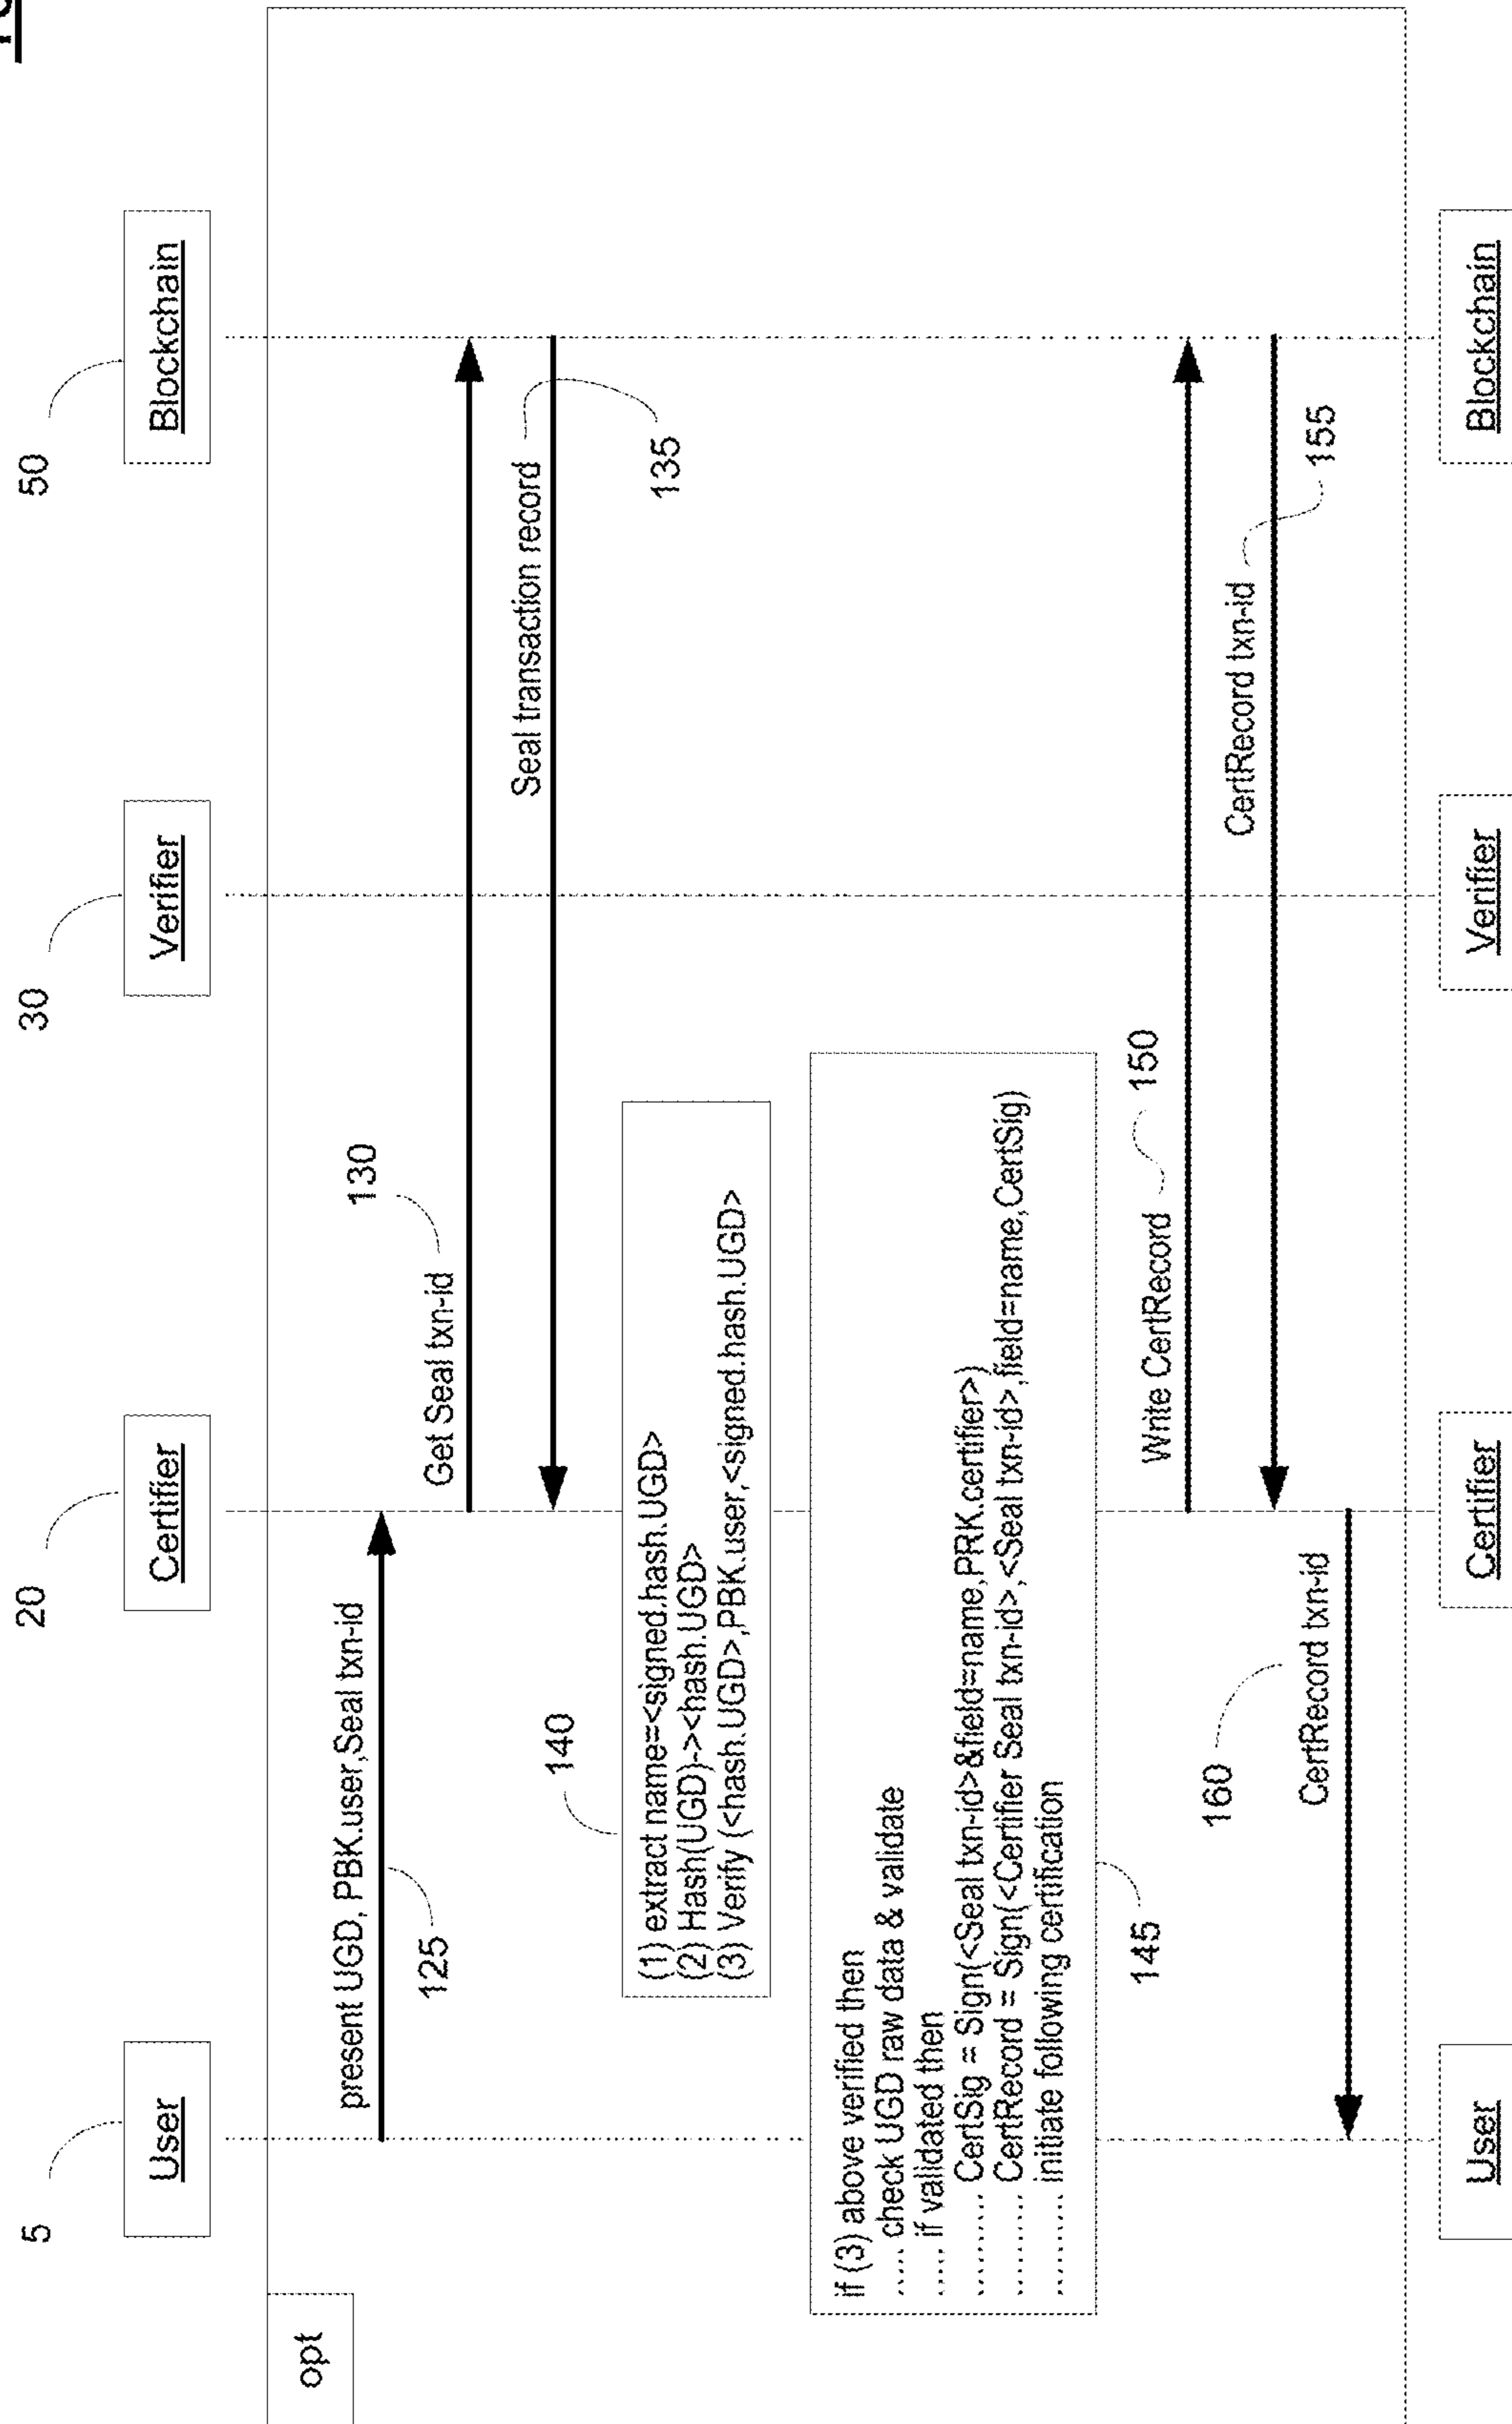 5
20
30
50
User
Certifier
Verifier
Blockchain
opt
present UGD, PBK.user,Seal txn-id
125
Get Seal txn-id
130
Seal transaction record
135
140
(1) extract name=<signed.hash.UGD>
(2) Hash(UGD)-><hash.UGD>
(3) Verify (<hash.UGD>,PBK.user,<signed.hash.UGD>
if (3) above verified then
..... check UGD raw data & validate
..... if validated then
.......... CertSig = Sign(<Seal txn-id>&field=name,PRK.certifier>)
.......... CertRecord = Sign(<Certifier Seal txn-id>,<Seal txn-id>,field=name,CertSig)
.......... initiate following certification
145
Write CertRecord
150
CertRecord txn-id
155
160
CertRecord txn-id
User
Certifier
Verifier
Blockchain